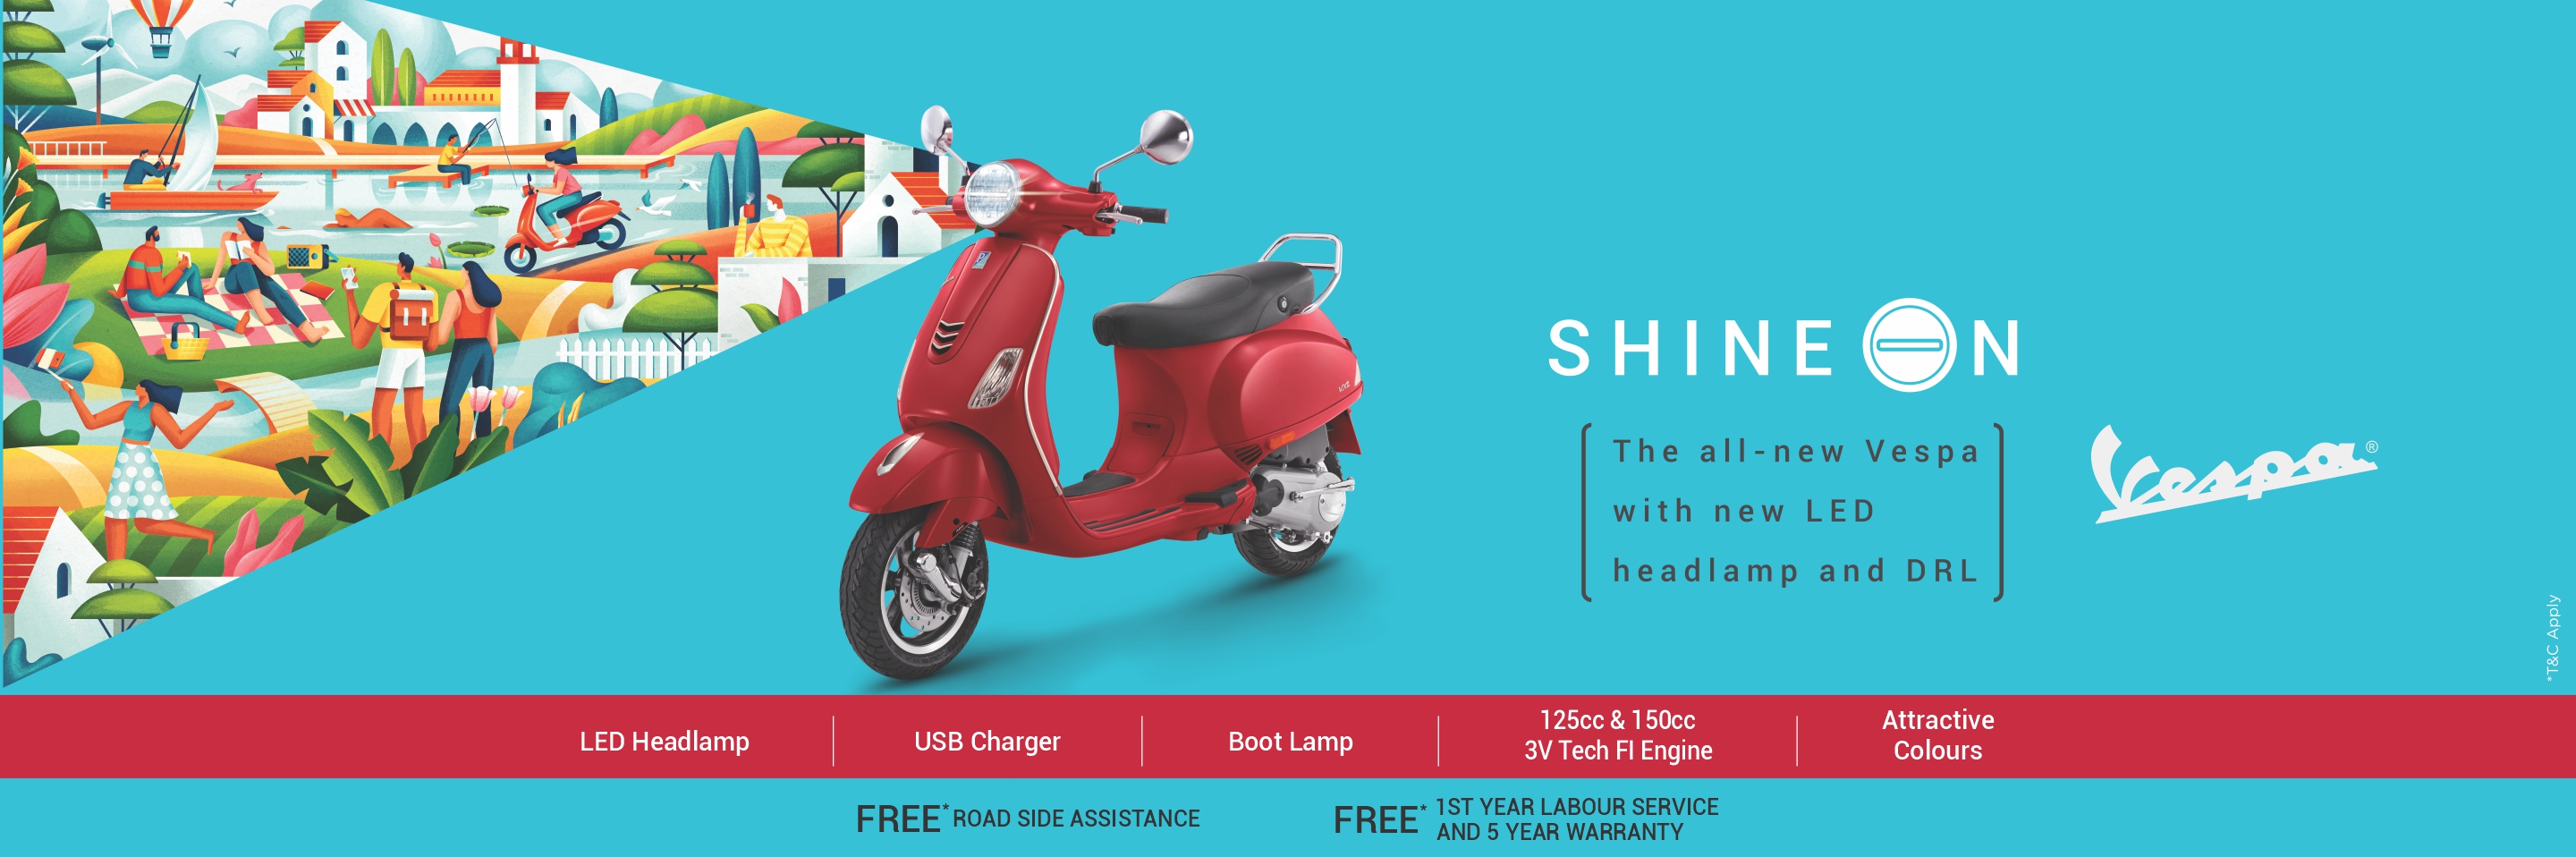 SHINE ON
The all-new Vespa
with new LED
headlamp and DRL
Vespa®
*T&C Apply
LED Headlamp
USB Charger
Boot Lamp
125cc & 150cc
3V Tech FI Engine
Attractive
Colours
FREE* ROAD SIDE ASSISTANCE
FREE* 1ST YEAR LABOUR SERVICE
AND 5 YEAR WARRANTY